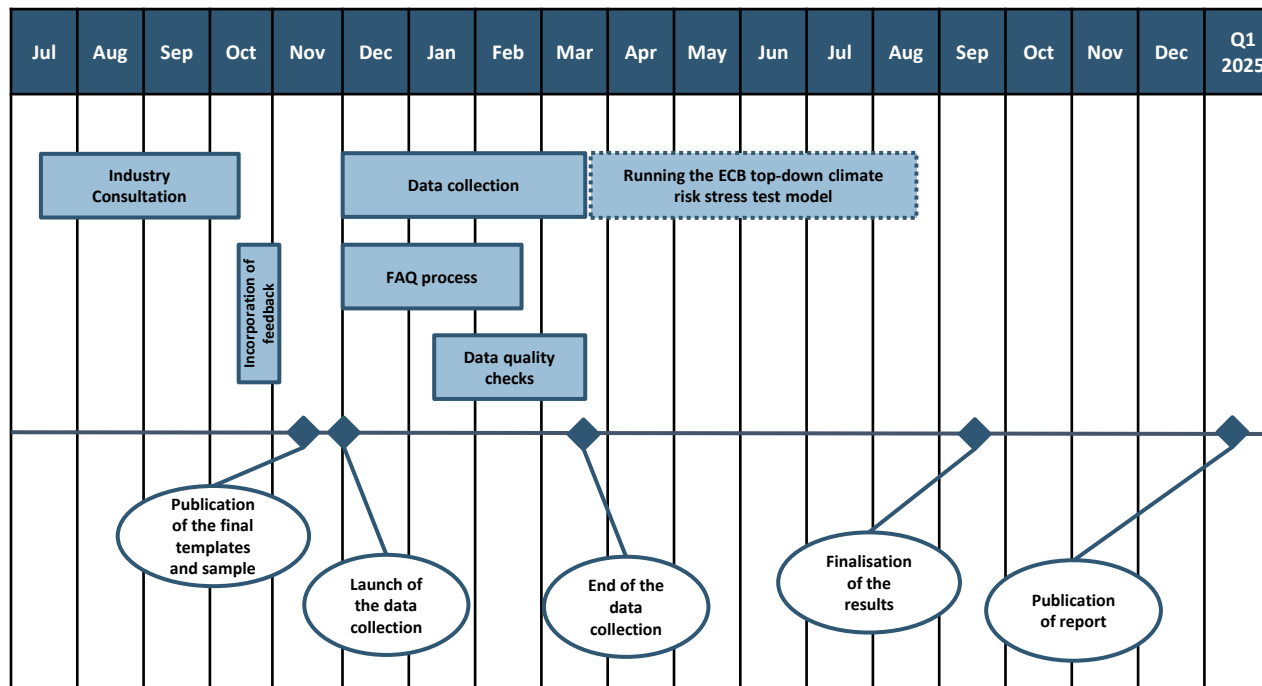 Jul Aug Sep Oct Nov Dec Jan Feb Mar Apr May Jun Jul Aug Sep Oct Nov Dec Q1
2025
Industry
Consultation
Data collection
Running the ECB top-down climate
risk stress test model
Incorporation of
feedback
FAQ process
Data quality
checks
Publication
of the final
templates
and sample
Launch of
the data
collection
End of the
data
collection
Finalisation
of the
results
Publication
of report